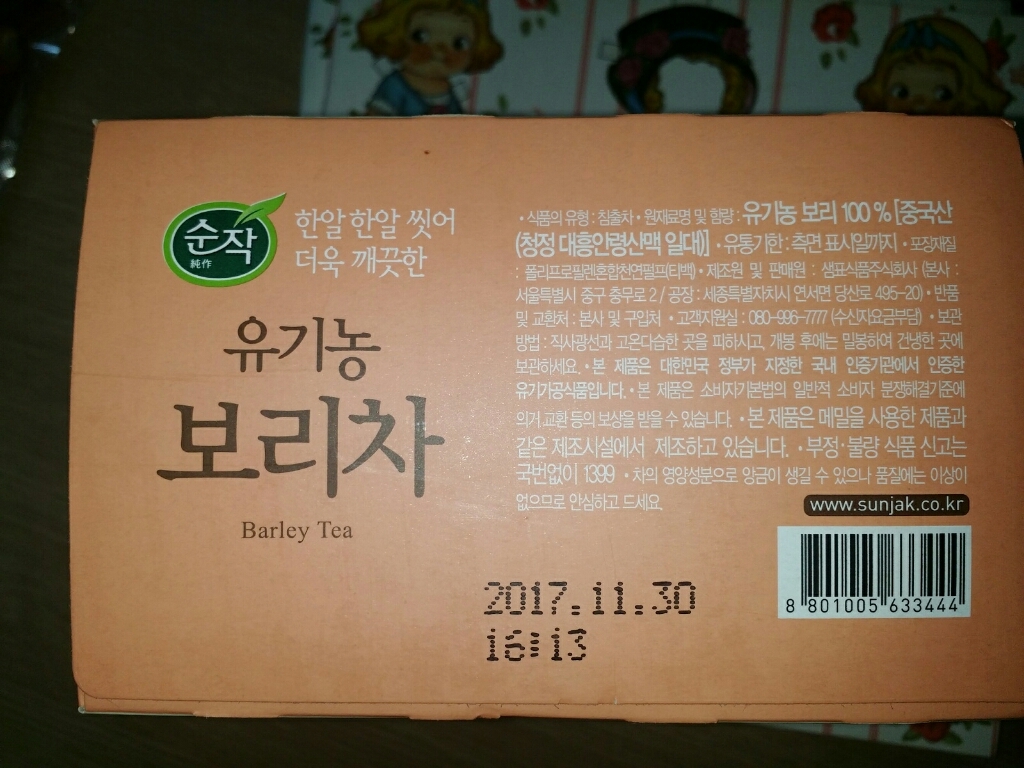 순작
純作
한알 한알 씻어
더욱 깨끗한
유기농
보리차
Barley Tea
• 식품의 유형 : 침출차 • 원재료명 및 함량 : 유기농 보리 100 % [중국산
(청정 대흥안령산맥 일대)] • 유통기한 : 측면 표시일까지 • 포장재질
: 폴리프로필렌혼합천연펄프(티백) • 제조원 및 판매원 : 샘표식품주식회사 (본사 :
서울특별시 중구 충무로 2 / 공장 : 세종특별자치시 연서면 당산로 495-20) • 반품
및 교환처 : 본사 및 구입처 • 고객지원실 : 080-996-7777 (수신자요금부담) • 보관
방법 : 직사광선과 고온다습한 곳을 피하시고, 개봉 후에는 밀봉하여 건냉한 곳에
보관하세요. • 본 제품은 대한민국 정부가 지정한 국내 인증기관에서 인증한
유기가공식품입니다. • 본 제품은 소비자기본법의 일반적 소비자 분쟁해결기준에
의거 교환 등의 보상을 받을 수 있습니다. • 본 제품은 메밀을 사용한 제품과
같은 제조시설에서 제조하고 있습니다. • 부정·불량 식품 신고는
국번없이 1399 • 차의 영양성분으로 앙금이 생길 수 있으나 품질에는 이상이
없으므로 안심하고 드세요.
www.sunjak.co.kr
8 801005 633444
2017.11.30
16:13